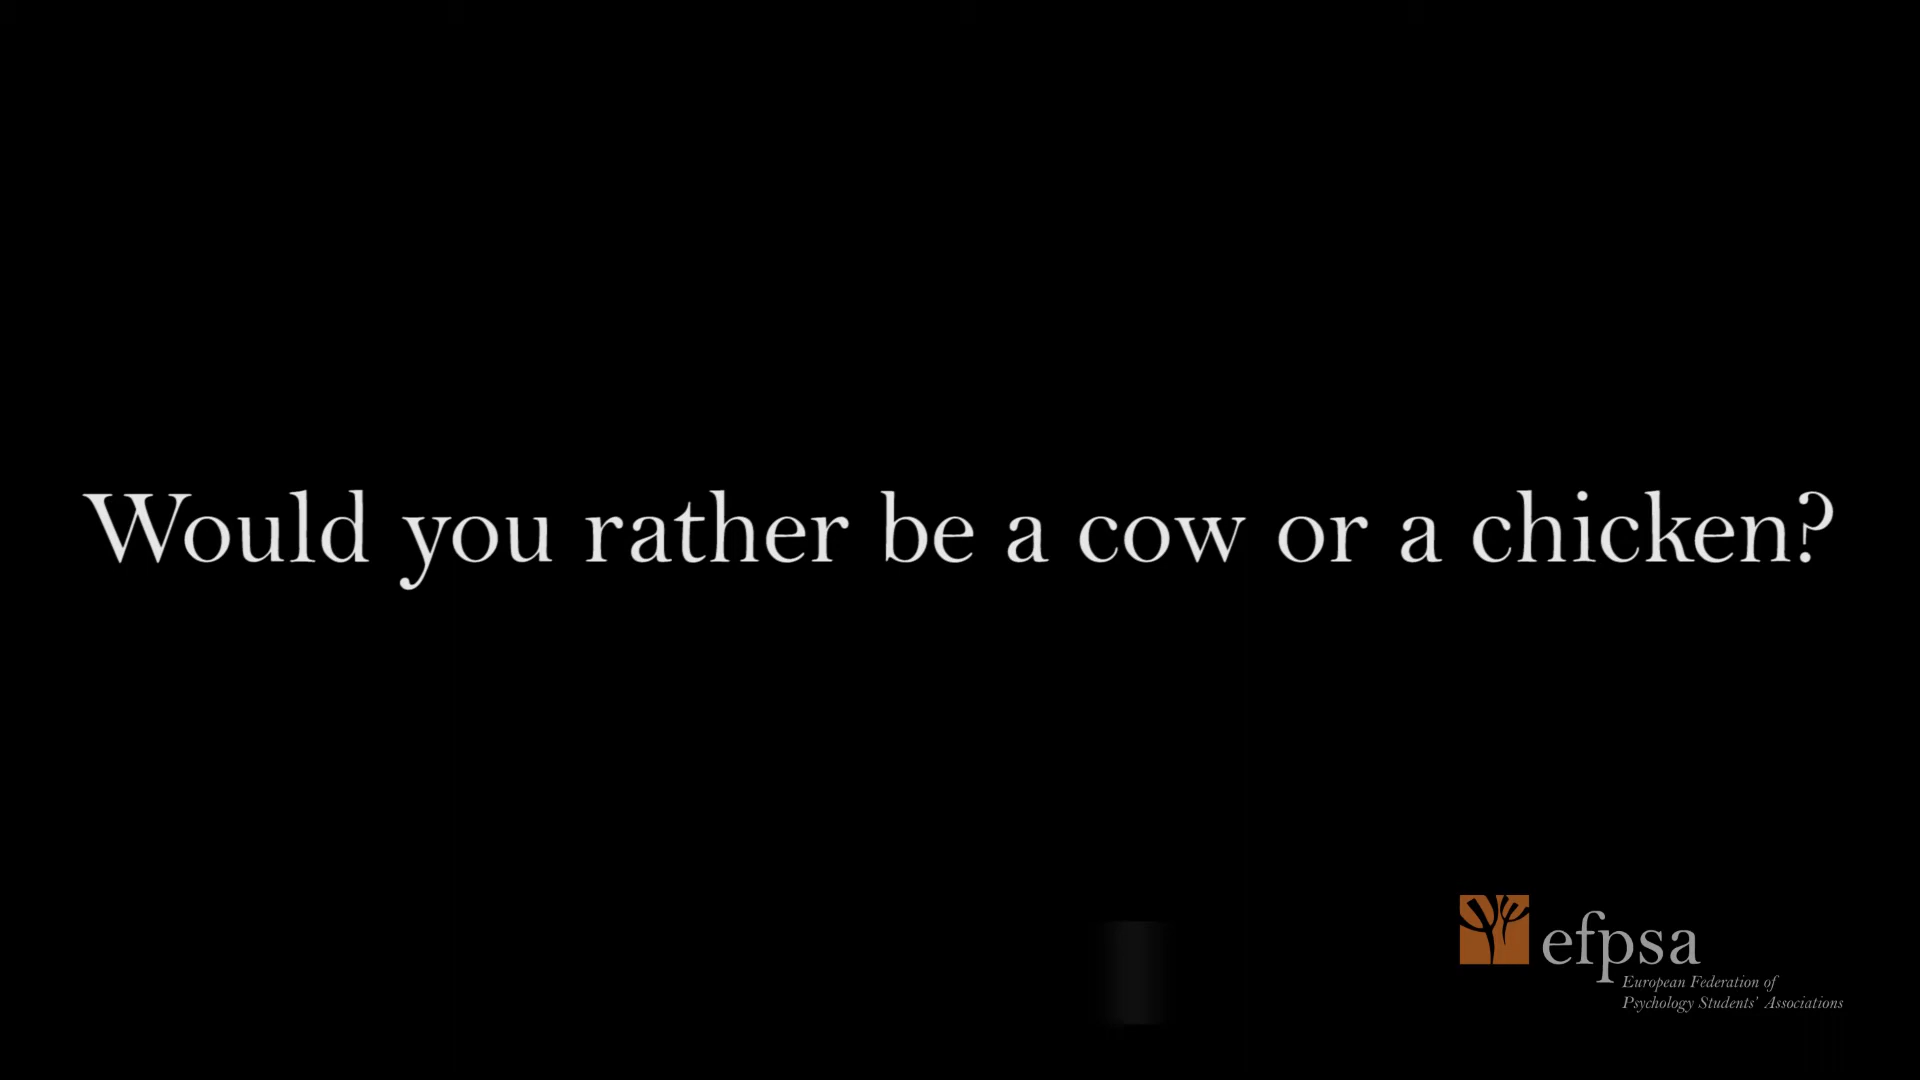 Would you rather be a cow or a chicken?
efpsa
European Federation of
Psychology Students' Associations